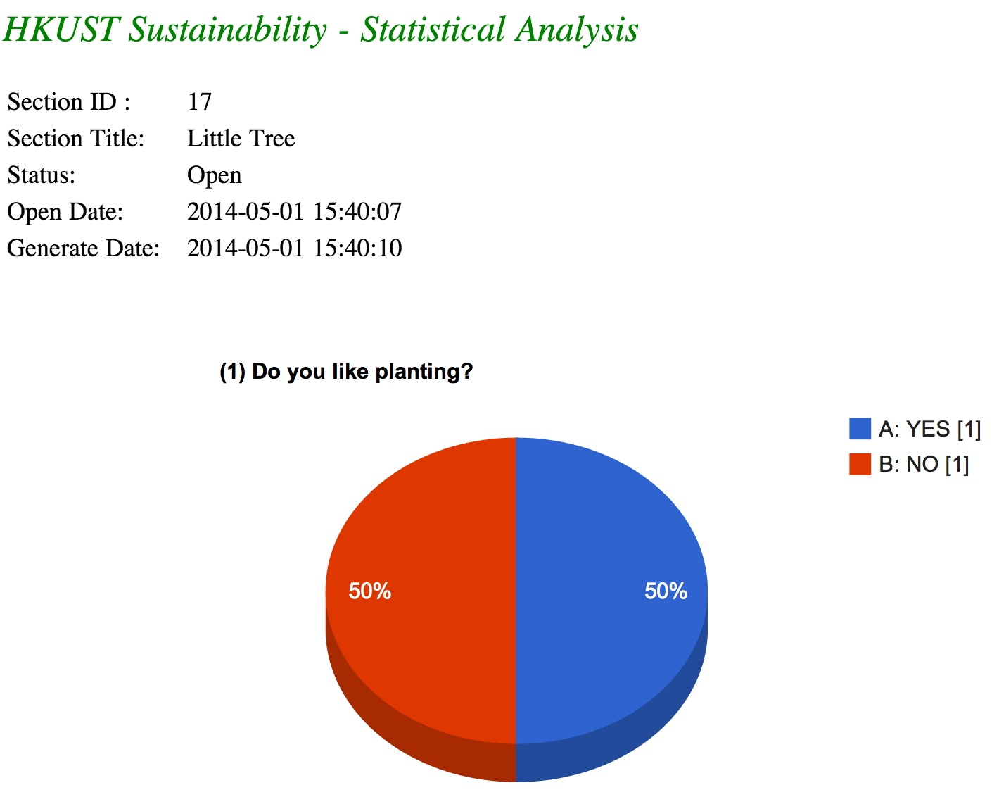 HKUST Sustainability - Statistical Analysis
Section ID : 17
Section Title: Little Tree
Status: Open
Open Date: 2014-05-01 15:40:07
Generate Date: 2014-05-01 15:40:10
(1) Do you like planting?
A: YES [1]
B: NO [1]
50% 50%